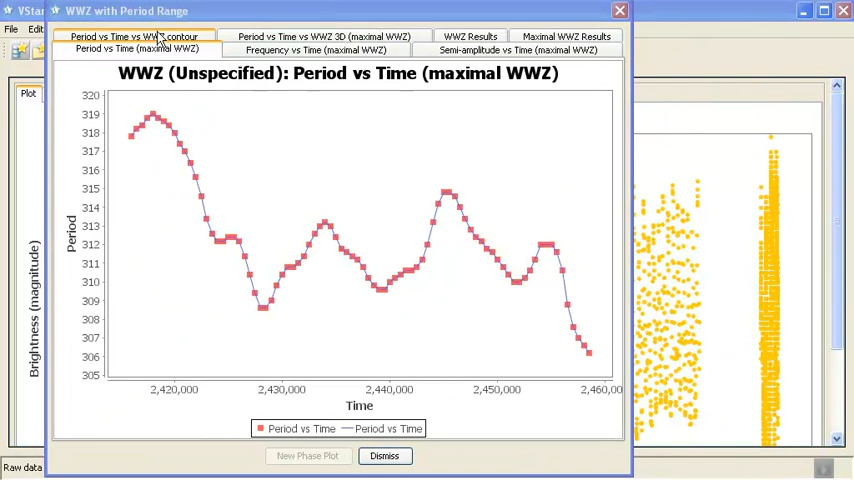 WWZ with Period Range
VSta
File
Period vs Time vs WWZ contour
Period vs Time vs WWZ 3D (maximal WWZ)
WWZ Results
Maximal WWZ Results
Period vs Time (maximal WWZ)
Frequency vs Time (maximal WWZ)
Semi-amplitude vs Time (maximal WWZ)
WWZ (Unspecified): Period vs Time (maximal WWZ)
Plot
320
319
318
317
316
315
314
313
312
311
310
309
308
307
306
305
Period
Brightness (magnitude)
2,420,000
2,430,000
2,440,000
2,450,000
2,460,00
Time
Period vs Time
Period vs Time
New Phase Plot
Dismiss
Raw data